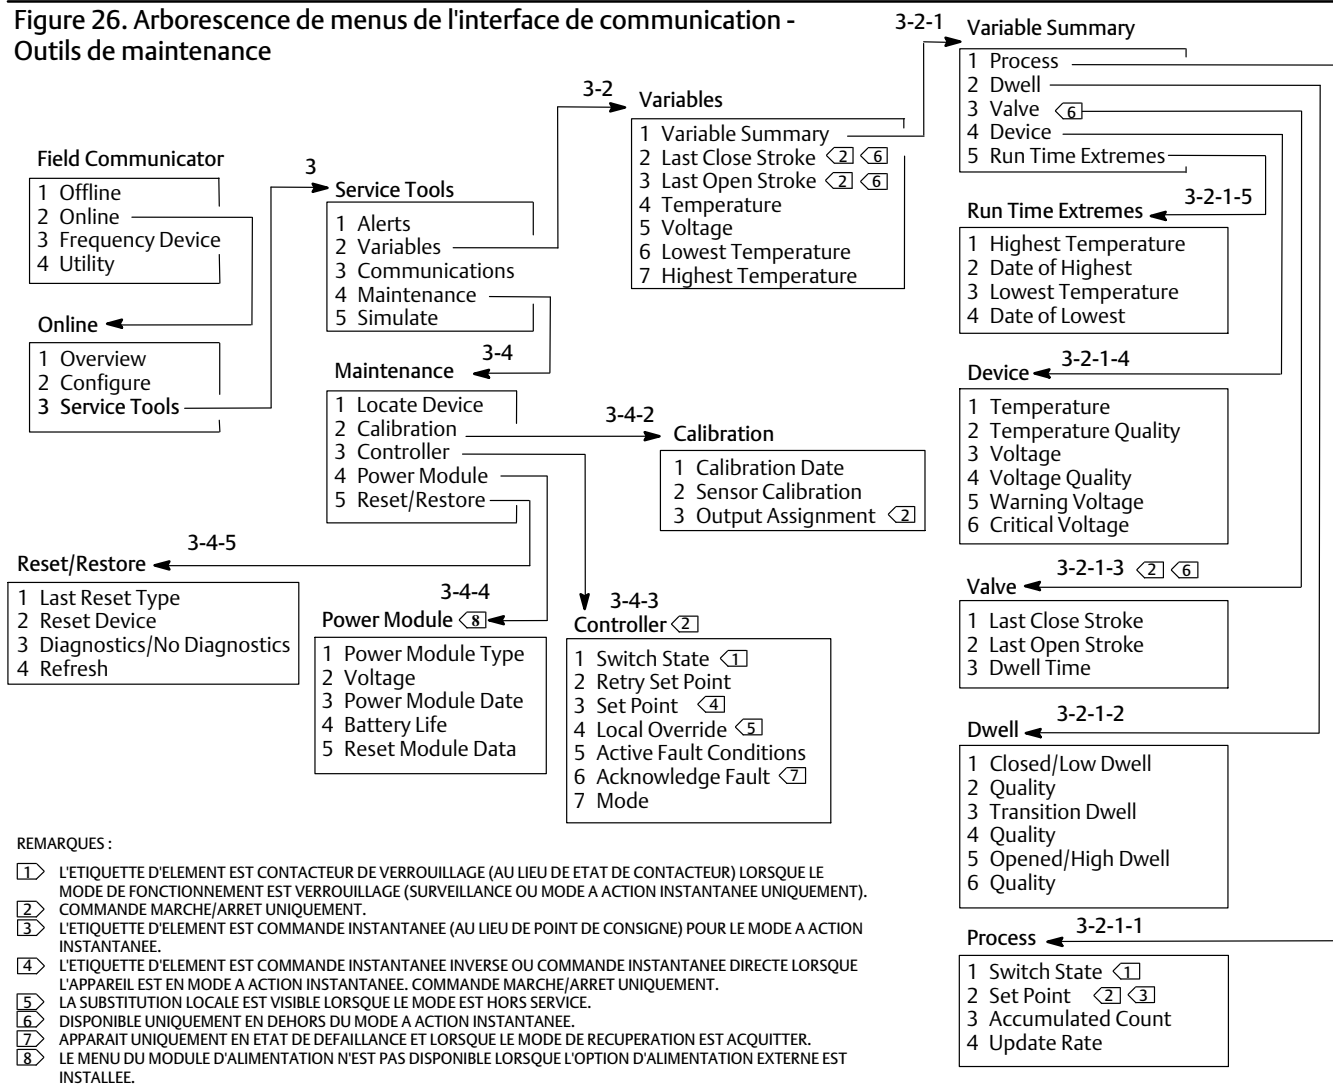 Figure 26. Arborescence de menus de l'interface de communication -
Outils de maintenance
Field Communicator
1 Offline
2 Online
3 Frequency Device
4 Utility
Online
1 Overview
2 Configure
3 Service Tools
3
Service Tools
1 Alerts
2 Variables
3 Communications
4 Maintenance
5 Simulate
3-2
Variables
1 Variable Summary
2 Last Close Stroke 2 6
3 Last Open Stroke 2 6
4 Temperature
5 Voltage
6 Lowest Temperature
7 Highest Temperature
3-2-1
Variable Summary
1 Process
2 Dwell
3 Valve 6
4 Device
5 Run Time Extremes
3-2-1-5
Run Time Extremes
1 Highest Temperature
2 Date of Highest
3 Lowest Temperature
4 Date of Lowest
3-2-1-4
Device
1 Temperature
2 Temperature Quality
3 Voltage
4 Voltage Quality
5 Warning Voltage
6 Critical Voltage
3-2-1-3 2 6
Valve
1 Last Close Stroke
2 Last Open Stroke
3 Dwell Time
3-2-1-2
Dwell
1 Closed/Low Dwell
2 Quality
3 Transition Dwell
4 Quality
5 Opened/High Dwell
6 Quality
3-2-1-1
Process
1 Switch State 1
2 Set Point 2 3
3 Accumulated Count
4 Update Rate
3-4
Maintenance
1 Locate Device
2 Calibration
3 Controller
4 Power Module
5 Reset/Restore
3-4-2
Calibration
1 Calibration Date
2 Sensor Calibration
3 Output Assignment 2
3-4-5
Reset/Restore
1 Last Reset Type
2 Reset Device
3 Diagnostics/No Diagnostics
4 Refresh
3-4-4
Power Module 8
1 Power Module Type
2 Voltage
3 Power Module Date
4 Battery Life
5 Reset Module Data
3-4-3
Controller 2
1 Switch State 1
2 Retry Set Point
3 Set Point 4
4 Local Override 5
5 Active Fault Conditions
6 Acknowledge Fault 7
7 Mode
REMARQUES :
1 L'ETIQUETTE D'ELEMENT EST CONTACTEUR DE VERROUILLAGE (AU LIEU DE ETAT DE CONTACTEUR) LORSQUE LE
MODE DE FONCTIONNEMENT EST VERROUILLAGE (SURVEILLANCE OU MODE A ACTION INSTANTANEE UNIQUEMENT).
2 COMMANDE MARCHE/ARRET UNIQUEMENT.
3 L'ETIQUETTE D'ELEMENT EST COMMANDE INSTANTANEE (AU LIEU DE POINT DE CONSIGNE) POUR LE MODE A ACTION
INSTANTANEE.
4 L'ETIQUETTE D'ELEMENT EST COMMANDE INSTANTANEE INVERSE OU COMMANDE INSTANTANEE DIRECTE LORSQUE
L'APPAREIL EST EN MODE A ACTION INSTANTANEE. COMMANDE MARCHE/ARRET UNIQUEMENT.
5 LA SUBSTITUTION LOCALE EST VISIBLE LORSQUE LE MODE EST HORS SERVICE.
6 DISPONIBLE UNIQUEMENT EN DEHORS DU MODE A ACTION INSTANTANEE.
7 APPARAIT UNIQUEMENT EN ETAT DE DEFAILLANCE ET LORSQUE LE MODE DE RECUPERATION EST ACQUITTER.
8 LE MENU DU MODULE D'ALIMENTATION N'EST PAS DISPONIBLE LORSQUE L'OPTION D'ALIMENTATION EXTERNE EST
INSTALLEE.